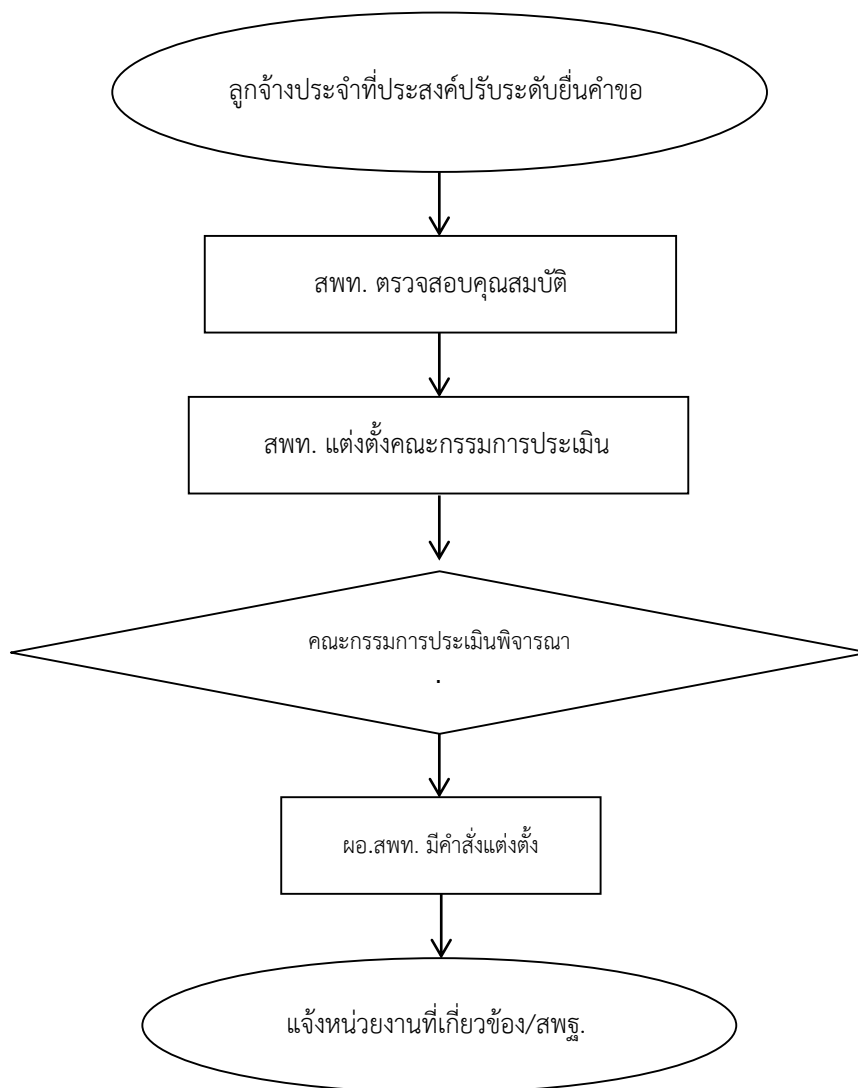 ลูกจ้างประจำที่ประสงค์ปรับระดับยื่นคำขอ
สพท. ตรวจสอบคุณสมบัติ
สพท. แต่งตั้งคณะกรรมการประเมิน
คณะกรรมการประเมินพิจารณา
.
ผอ.สพท. มีคำสั่งแต่งตั้ง
แจ้งหน่วยงานที่เกี่ยวข้อง/สพฐ.